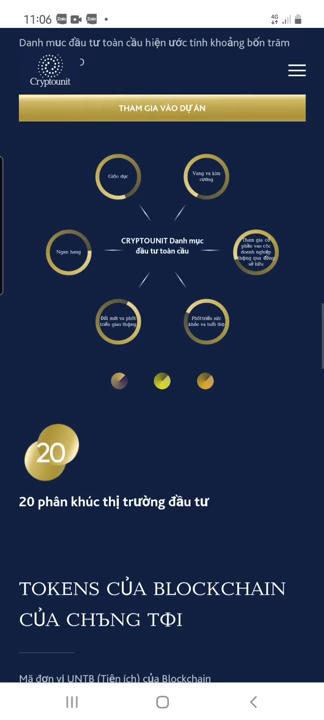 11:06
4G
Danh mục đầu tư toàn cầu hiện ước tính khoảng bốn trăm
Cryptounit
THAM GIA VÀO DỰ ÁN
Giáo dục
Vàng và kim
cương
Ngân hàng
CRYPTOUNIT Danh mục
đầu tư toàn cầu
Tham gia cổ
phần vào các
doanh nghiệp
thông qua đồng
sở hữu
Đổi mới và phát
triển giao thông
Phát triển sức
khỏe và tuổi thọ
20
20 phân khúc thị trường đầu tư
TOKENS CỦA BLOCKCHAIN
CỦA CHЪNG TФI
Mã đơn vị UNTB (Tiện ích) của Blockchain